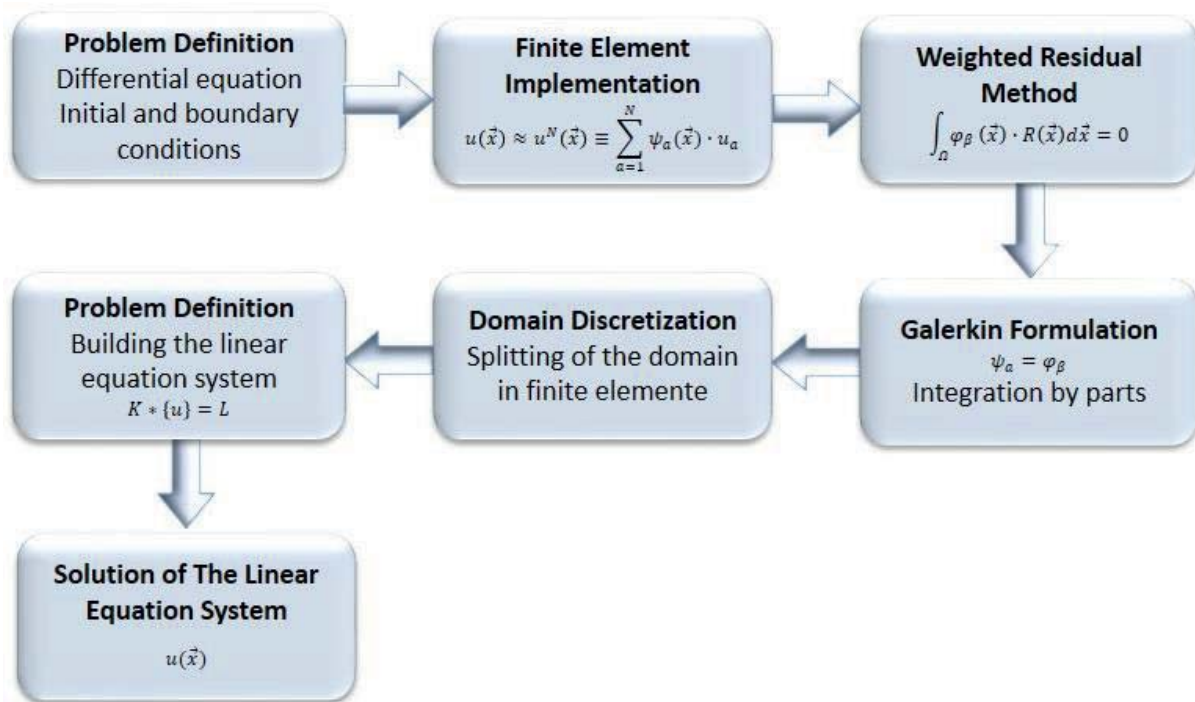 Problem Definition
Differential equation
Initial and boundary
conditions
Finite Element
Implementation
u(x⃗) ≈ u^N(x⃗) ≡ ∑_{a=1}^{N} ψ_a(x⃗) · u_a
Weighted Residual
Method
∫_Ω φ_β (x⃗) · R(x⃗)dx⃗ = 0
Galerkin Formulation
ψ_a = φ_β
Integration by parts
Domain Discretization
Splitting of the domain
in finite elemente
Problem Definition
Building the linear
equation system
K * {u} = L
Solution of The Linear
Equation System
u(x⃗)